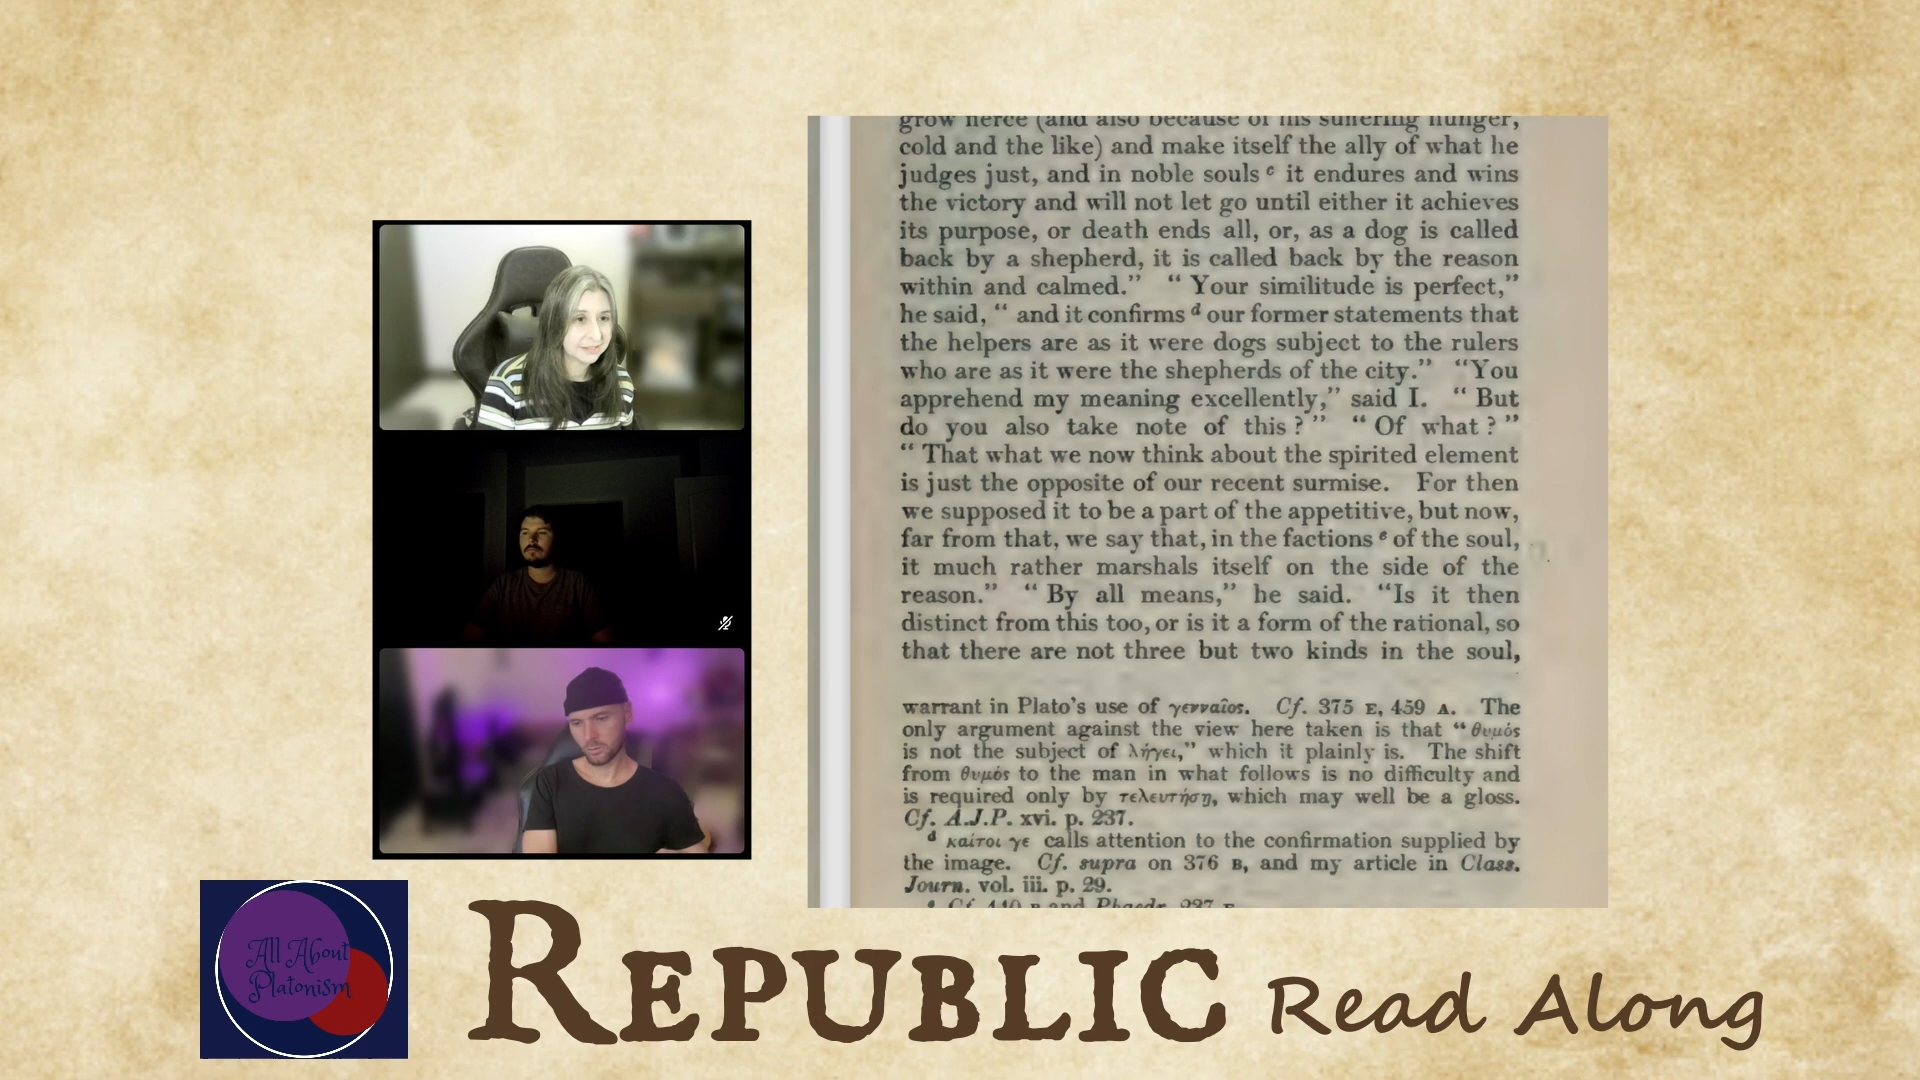 grow fierce (and also because of his suffering hunger,
cold and the like) and make itself the ally of what he
judges just, and in noble souls ᶜ it endures and wins
the victory and will not let go until either it achieves
its purpose, or death ends all, or, as a dog is called
back by a shepherd, it is called back by the reason
within and calmed.” “ Your similitude is perfect,”
he said, “ and it confirms ᵈ our former statements that
the helpers are as it were dogs subject to the rulers
who are as it were the shepherds of the city.” “You
apprehend my meaning excellently,” said I. “ But
do you also take note of this ? ” “ Of what ? ”
“ That what we now think about the spirited element
is just the opposite of our recent surmise. For then
we supposed it to be a part of the appetitive, but now,
far from that, we say that, in the factions ᵉ of the soul,
it much rather marshals itself on the side of the
reason.” “ By all means,” he said. “Is it then
distinct from this too, or is it a form of the rational, so
that there are not three but two kinds in the soul,
warrant in Plato’s use of γενναῖος. Cf. 375 E, 459 A. The
only argument against the view here taken is that “ θυμός
is not the subject of λήγει,” which it plainly is. The shift
from θυμός to the man in what follows is no difficulty and
is required only by τελευτήσῃ, which may well be a gloss.
Cf. A.J.P. xvi. p. 237.
ᵈ καίτοι γε calls attention to the confirmation supplied by
the image. Cf. supra on 376 B, and my article in Class.
Journ. vol. iii. p. 29.
ᵉ Cf. 440 B and Phaedr. 237 E.
All About
Platonism
REPUBLIC Read Along